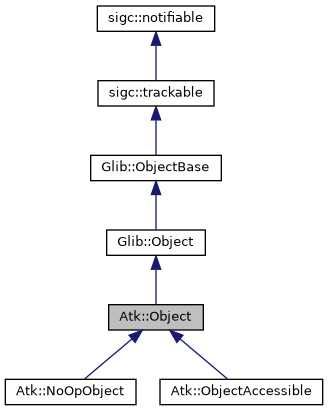 sigc::notifiable
sigc::trackable
Glib::ObjectBase
Glib::Object
Atk::Object
Atk::NoOpObject
Atk::ObjectAccessible